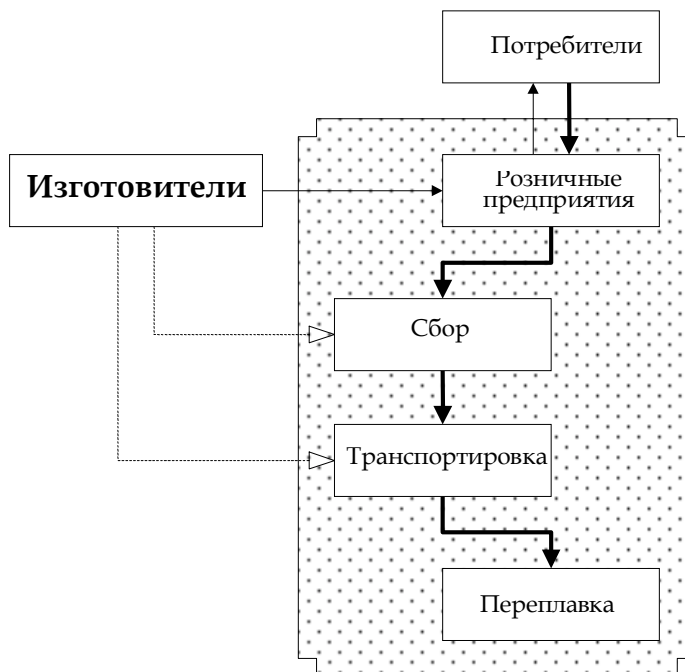 Потребители
Изготовители
Розничные
предприятия
Сбор
Транспортировка
Переплавка